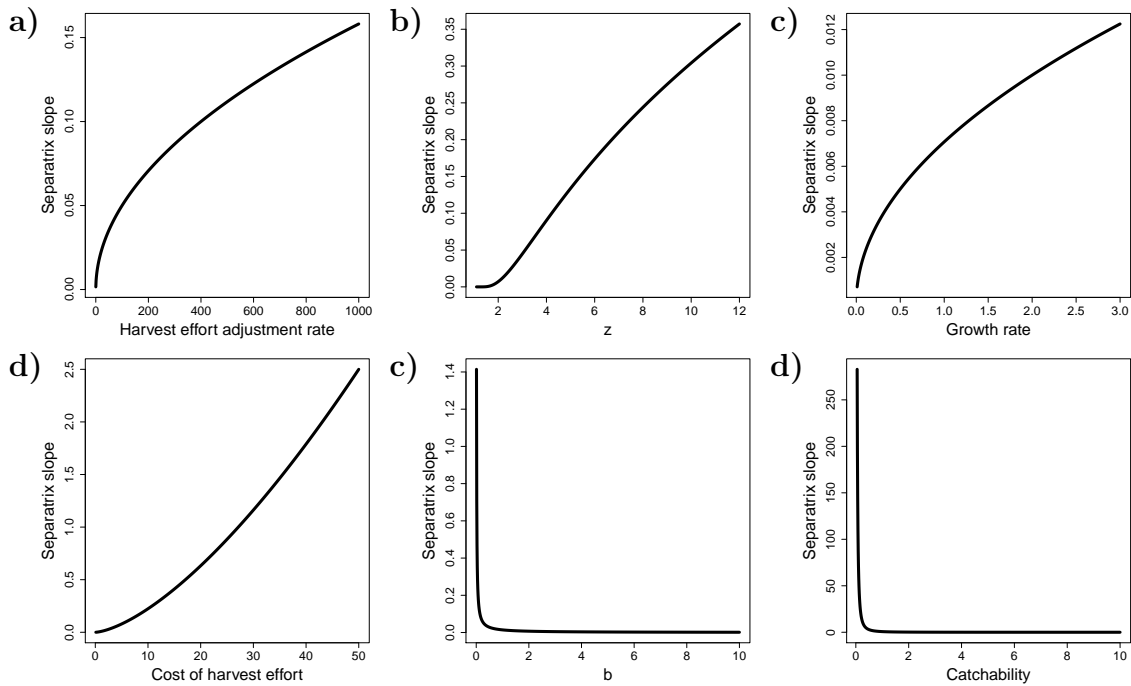 a)
Separatrix slope
0.00 0.05 0.10 0.15
0 200 400 600 800 1000
Harvest effort adjustment rate
b)
Separatrix slope
0.00 0.05 0.10 0.15 0.20 0.25 0.30 0.35
2 4 6 8 10 12
z
c)
Separatrix slope
0.002 0.004 0.006 0.008 0.010 0.012
0.0 0.5 1.0 1.5 2.0 2.5 3.0
Growth rate
d)
Separatrix slope
0.0 0.5 1.0 1.5 2.0 2.5
0 10 20 30 40 50
Cost of harvest effort
c)
Separatrix slope
0.0 0.2 0.4 0.6 0.8 1.0 1.2 1.4
0 2 4 6 8 10
b
d)
Separatrix slope
0 50 100 150 200 250
0 2 4 6 8 10
Catchability